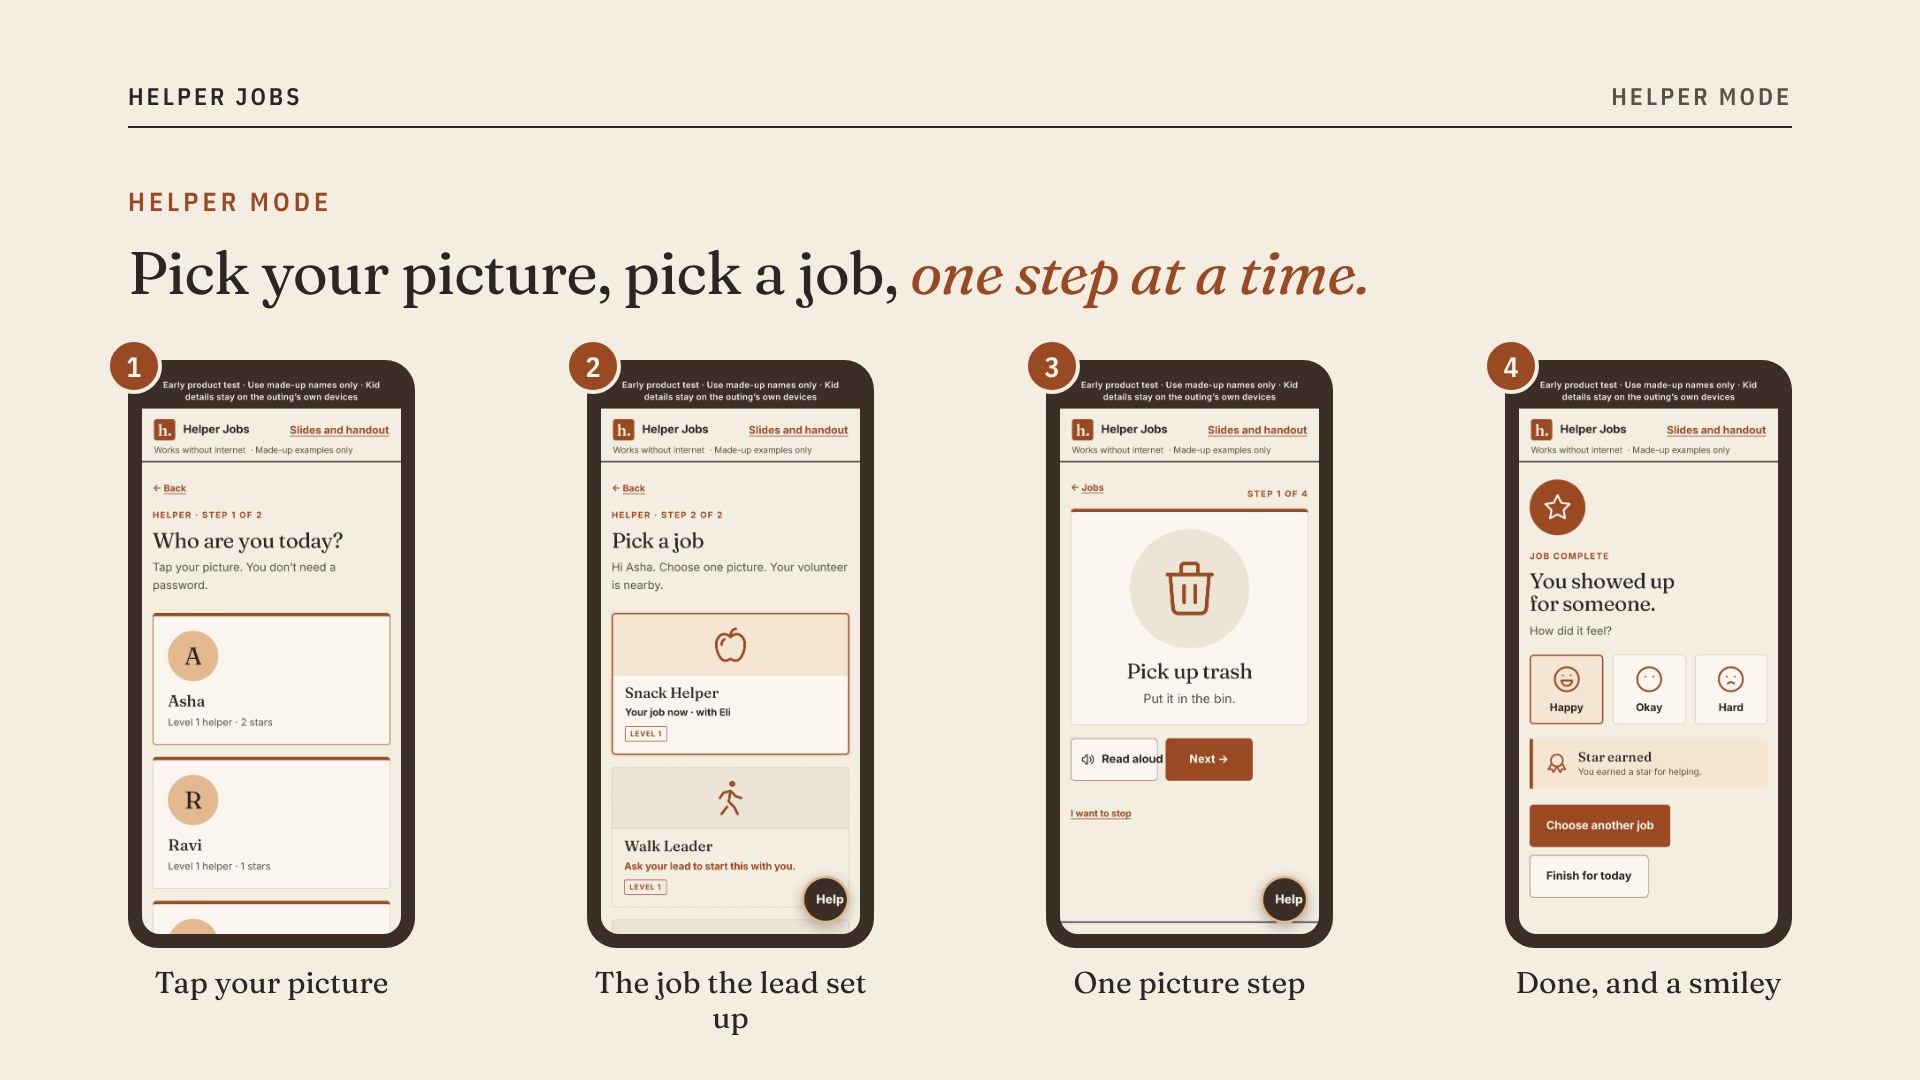 HELPER JOBS
HELPER MODE
HELPER MODE
Pick your picture, pick a job, one step at a time.
1
Early product test · Use made-up names only · Kid
details stay on the outing's own devices
h.
Helper Jobs
Slides and handout
Works without internet · Made-up examples only
← Back
HELPER · STEP 1 OF 2
Who are you today?
Tap your picture. You don't need a
password.
A
Asha
Level 1 helper · 2 stars
R
Ravi
Level 1 helper · 1 stars
Tap your picture
2
Early product test · Use made-up names only · Kid
details stay on the outing's own devices
h.
Helper Jobs
Slides and handout
Works without internet · Made-up examples only
← Back
HELPER · STEP 2 OF 2
Pick a job
Hi Asha. Choose one picture. Your volunteer
is nearby.
Snack Helper
Your job now · with Eli
LEVEL 1
Walk Leader
Ask your lead to start this with you.
LEVEL 1
Help
The job the lead set
up
3
Early product test · Use made-up names only · Kid
details stay on the outing's own devices
h.
Helper Jobs
Slides and handout
Works without internet · Made-up examples only
← Jobs
STEP 1 OF 4
Pick up trash
Put it in the bin.
Read aloud
Next →
I want to stop
Help
One picture step
4
Early product test · Use made-up names only · Kid
details stay on the outing's own devices
h.
Helper Jobs
Slides and handout
Works without internet · Made-up examples only
JOB COMPLETE
You showed up
for someone.
How did it feel?
Happy
Okay
Hard
Star earned
You earned a star for helping.
Choose another job
Finish for today
Done, and a smiley